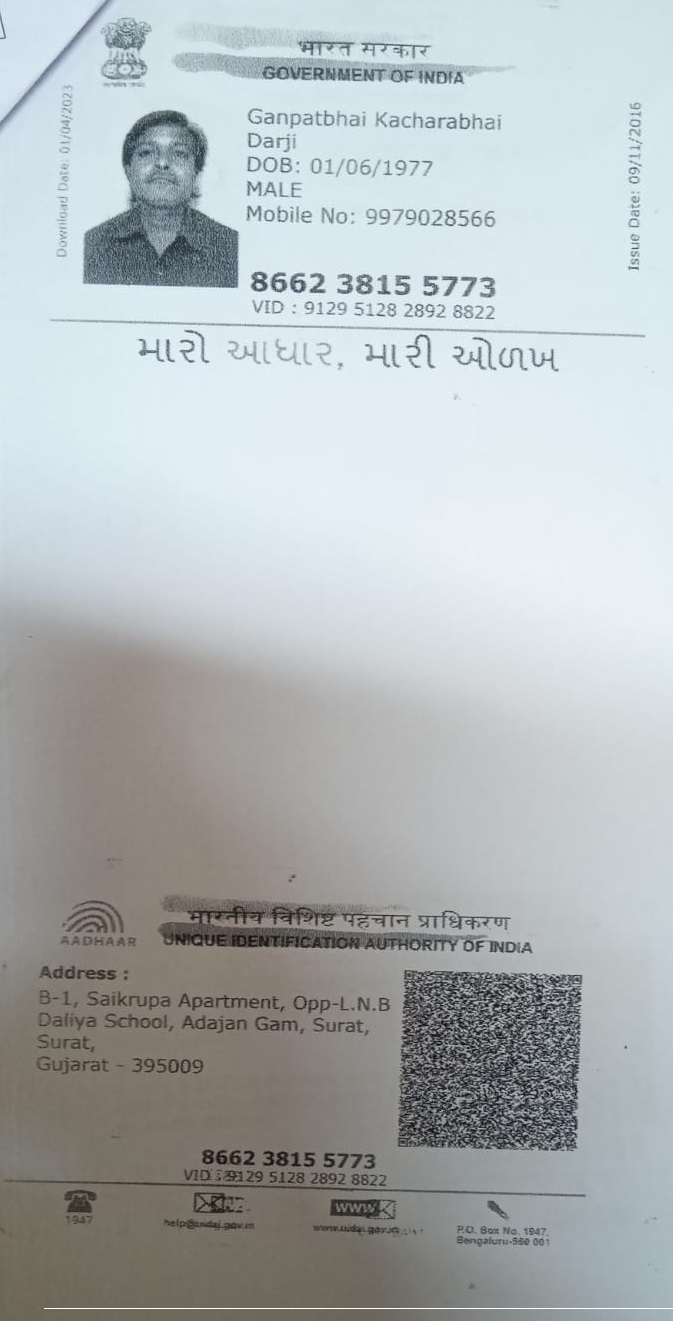 भारत सरकार
GOVERNMENT OF INDIA
Download Date: 01/04/2023
Ganpatbhai Kacharabhai
Darji
DOB: 01/06/1977
MALE
Mobile No: 9979028566
Issue Date: 09/11/2016
8662 3815 5773
VID : 9129 5128 2892 8822
મારો આધાર, મારી ઓળખ
भारतीय विशिष्ट पहचान प्राधिकरण
AADHAAR
UNIQUE IDENTIFICATION AUTHORITY OF INDIA
Address :
B-1, Saikrupa Apartment, Opp-L.N.B
Daliya School, Adajan Gam, Surat,
Surat,
Gujarat - 395009
8662 3815 5773
VID : 9129 5128 2892 8822
1947
help@uidai.gov.in
WWW
www.uidai.gov.in
P.O. Box No. 1947,
Bengaluru-560 001